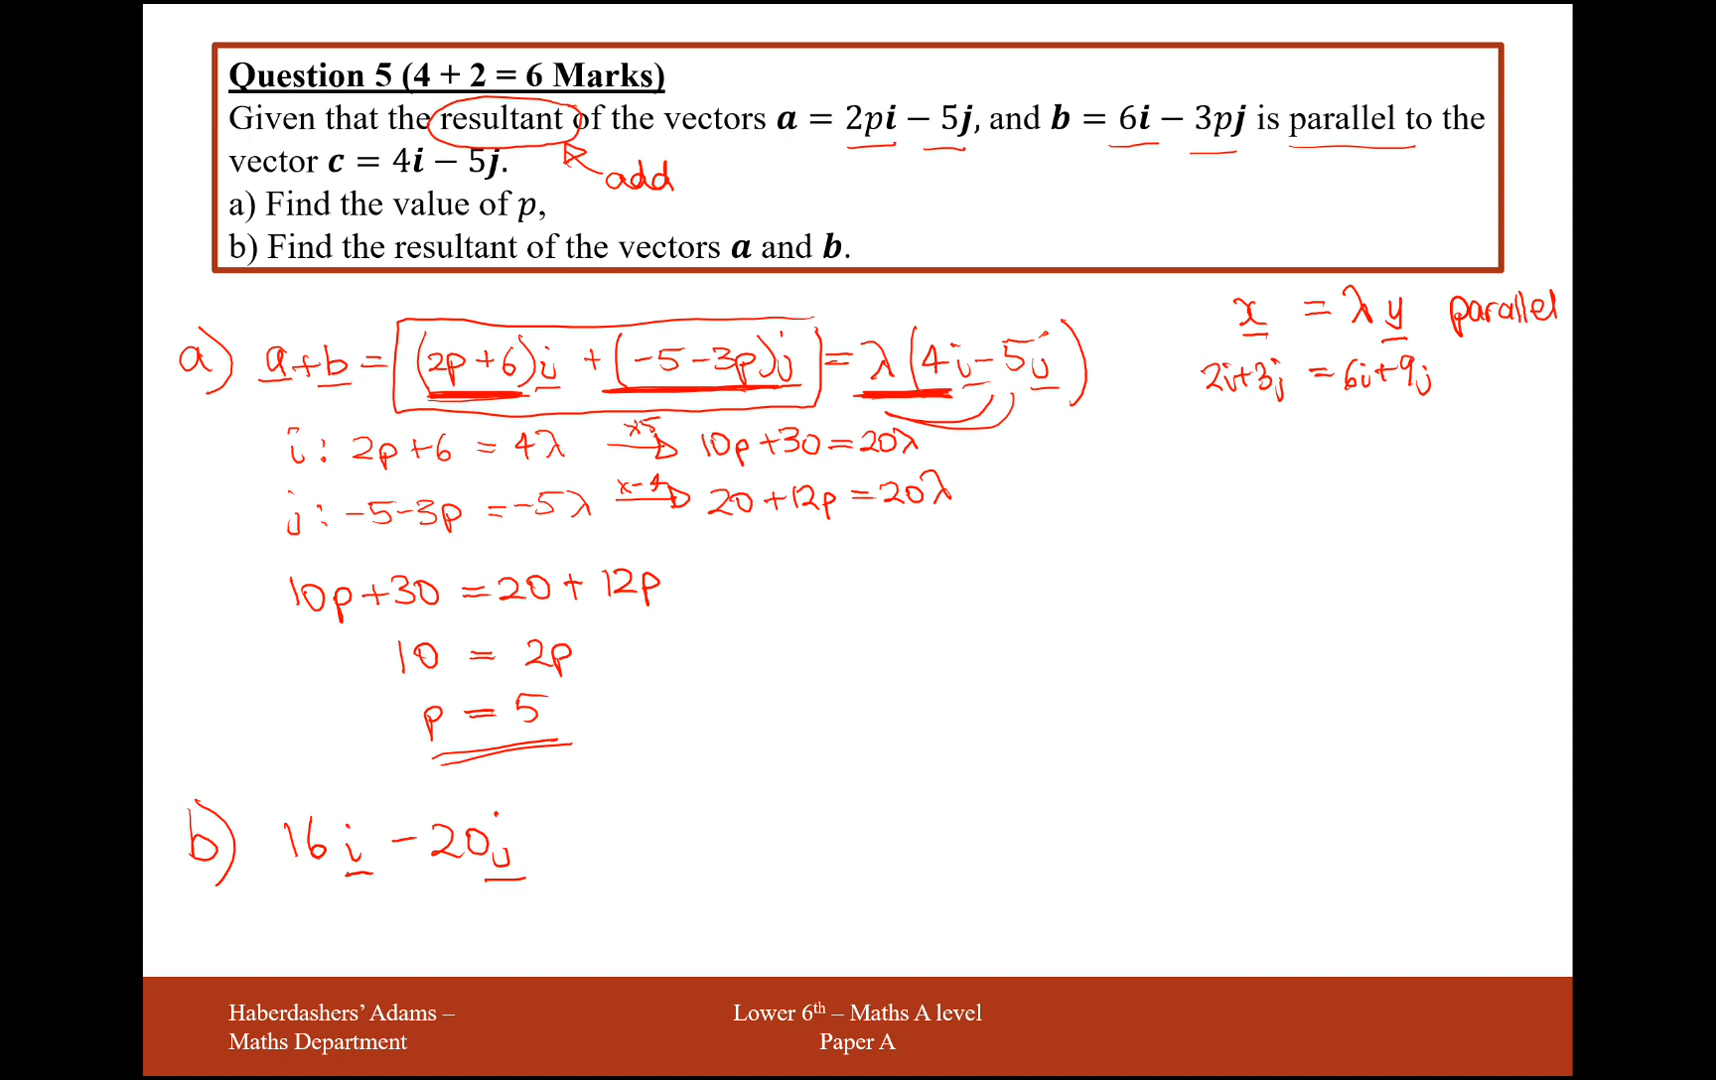 Question 5 (4 + 2 = 6 Marks)
Given that the resultant of the vectors a = 2pi − 5j, and b = 6i − 3pj is parallel to the
vector c = 4i − 5j.
add
a) Find the value of p,
b) Find the resultant of the vectors a and b.
x = λy parallel
a) a+b = (2p+6)i + (-5-3p)j = λ(4i-5j)
2i+3j = 6i+9j
i: 2p+6 = 4λ x5 10p+30=20λ
j: -5-3p = -5λ x-4 20+12p=20λ
10p+30 = 20+12p
10 = 2p
p = 5
b) 16i - 20j
Haberdashers’ Adams –
Maths Department
Lower 6th – Maths A level
Paper A